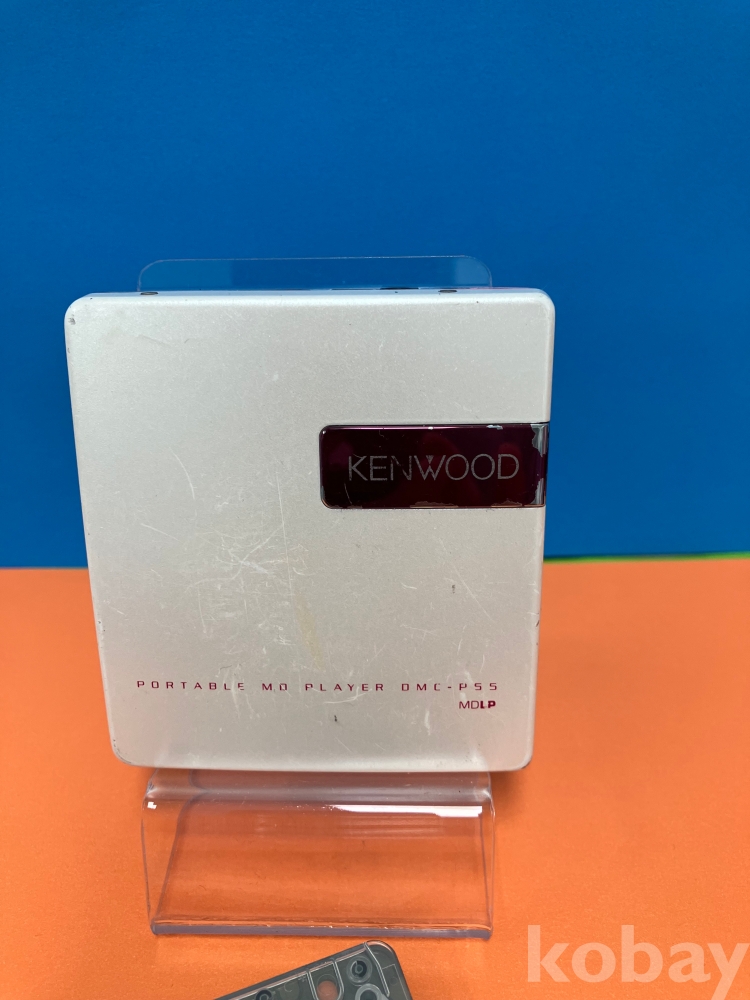 KENWOOD
PORTABLE MD PLAYER DMC-P55
MDLP
kobay